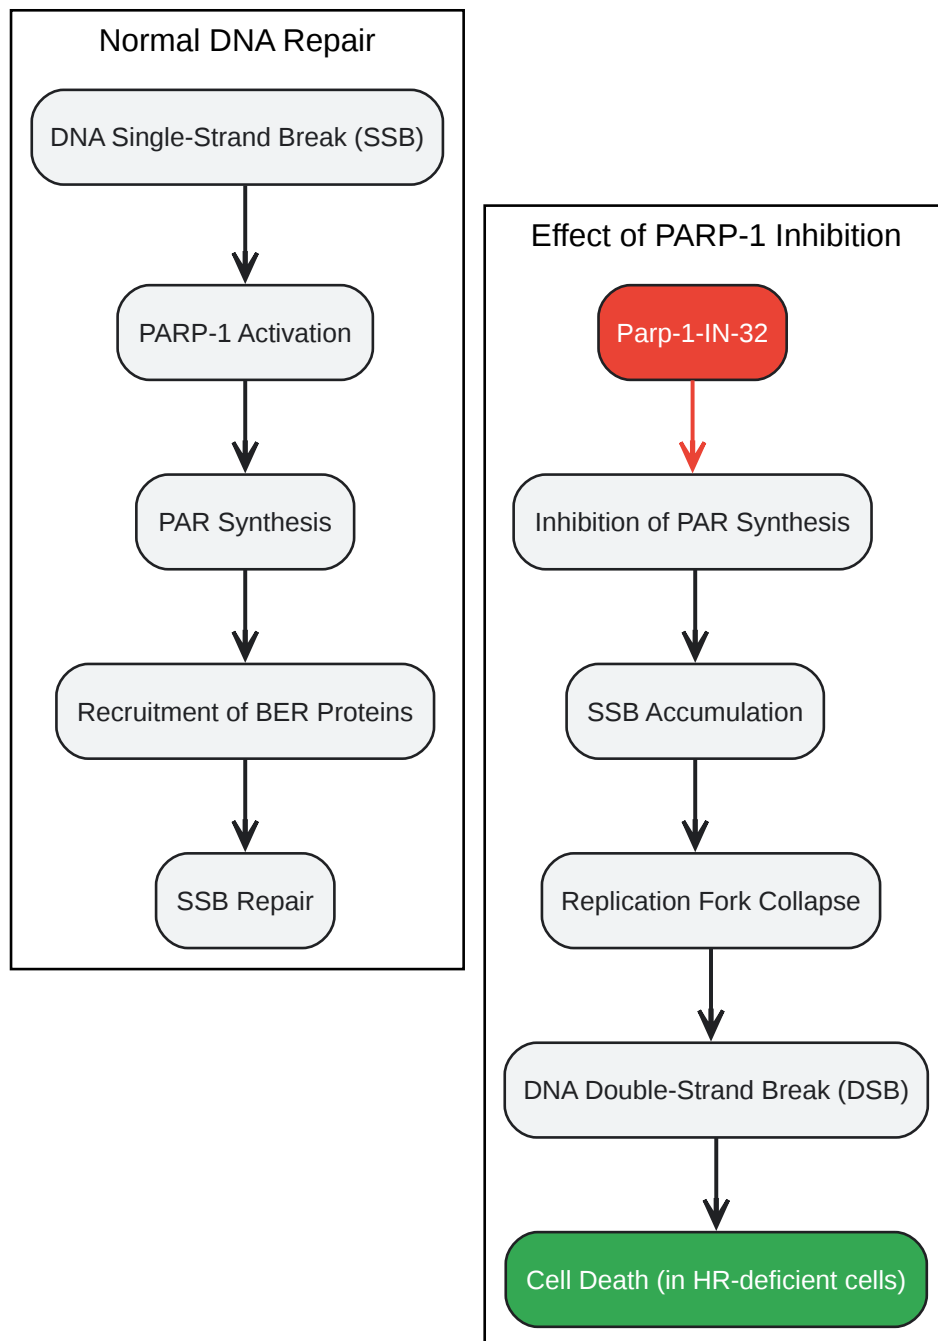 Normal DNA Repair
DNA Single-Strand Break (SSB)
PARP-1 Activation
PAR Synthesis
Recruitment of BER Proteins
SSB Repair
Effect of PARP-1 Inhibition
Parp-1-IN-32
Inhibition of PAR Synthesis
SSB Accumulation
Replication Fork Collapse
DNA Double-Strand Break (DSB)
Cell Death (in HR-deficient cells)